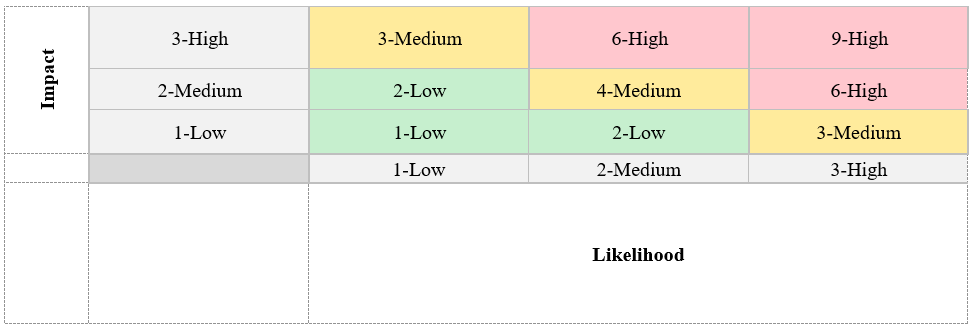 Impact
3-High 3-Medium 6-High 9-High
2-Medium 2-Low 4-Medium 6-High
1-Low 1-Low 2-Low 3-Medium
1-Low 2-Medium 3-High
Likelihood